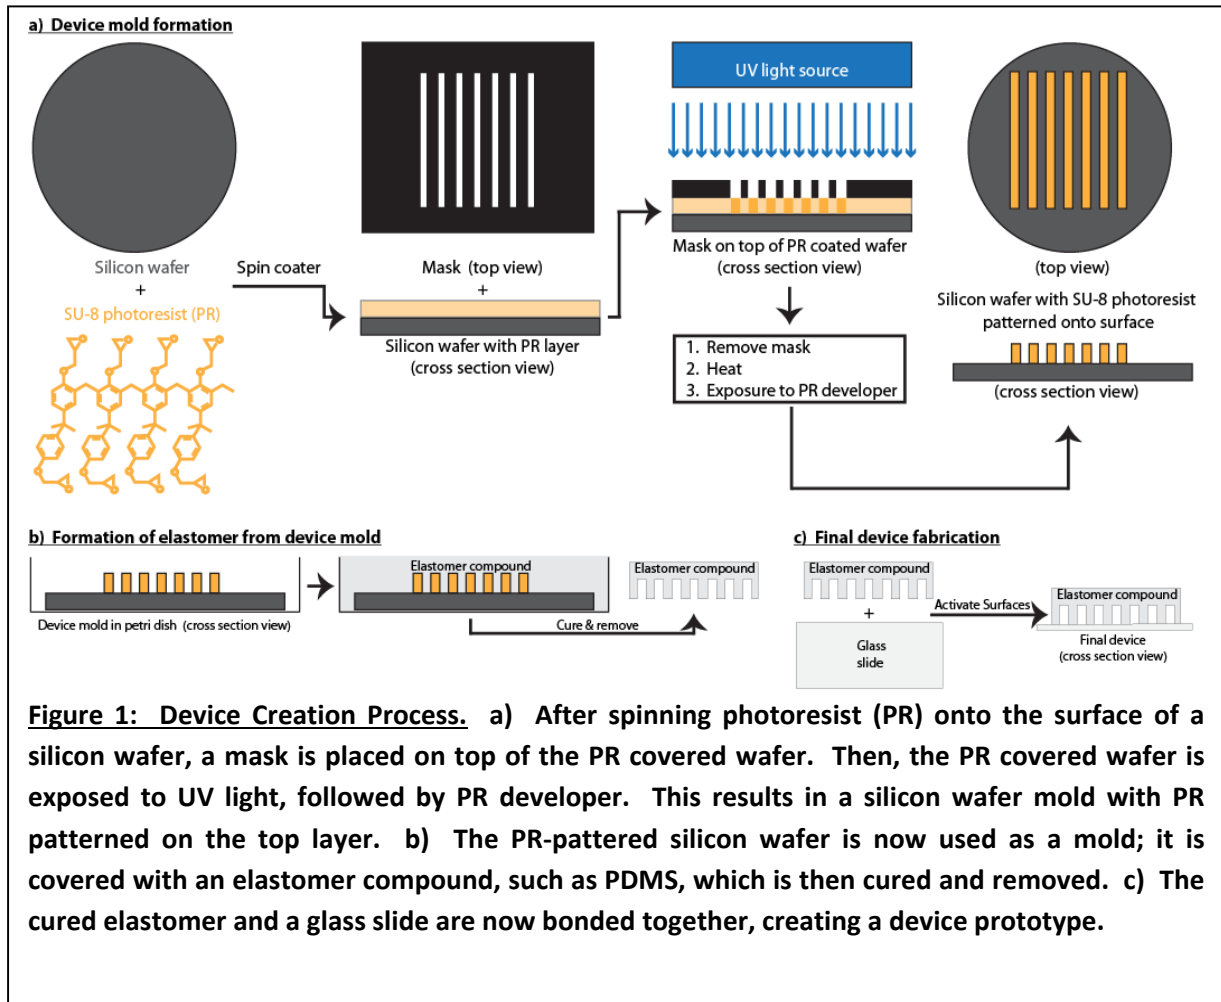 a) Device mold formation
UV light source
Silicon wafer
+
SU-8 photoresist (PR)
Spin coater
Mask (top view)
+
Silicon wafer with PR layer
(cross section view)
Mask on top of PR coated wafer
(cross section view)
1. Remove mask
2. Heat
3. Exposure to PR developer
(top view)
Silicon wafer with SU-8 photoresist
patterned onto surface
(cross section view)
b) Formation of elastomer from device mold
Device mold in petri dish (cross section view)
Elastomer compound
Cure & remove
Elastomer compound
c) Final device fabrication
Elastomer compound
+
Glass
slide
Activate Surfaces
Elastomer compound
Final device
(cross section view)
Figure 1: Device Creation Process. a) After spinning photoresist (PR) onto the surface of a
silicon wafer, a mask is placed on top of the PR covered wafer. Then, the PR covered wafer is
exposed to UV light, followed by PR developer. This results in a silicon wafer mold with PR
patterned on the top layer. b) The PR-pattered silicon wafer is now used as a mold; it is
covered with an elastomer compound, such as PDMS, which is then cured and removed. c) The
cured elastomer and a glass slide are now bonded together, creating a device prototype.